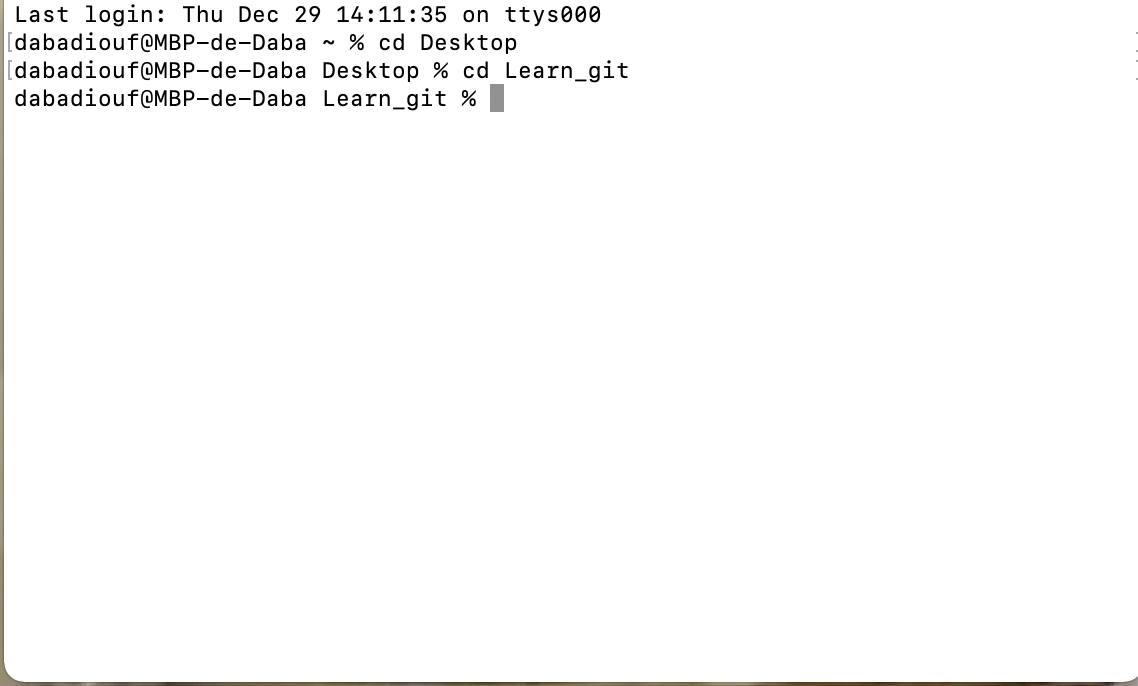 Last login: Thu Dec 29 14:11:35 on ttys000
[dabadiouf@MBP-de-Daba ~ % cd Desktop
[dabadiouf@MBP-de-Daba Desktop % cd Learn_git
dabadiouf@MBP-de-Daba Learn_git %